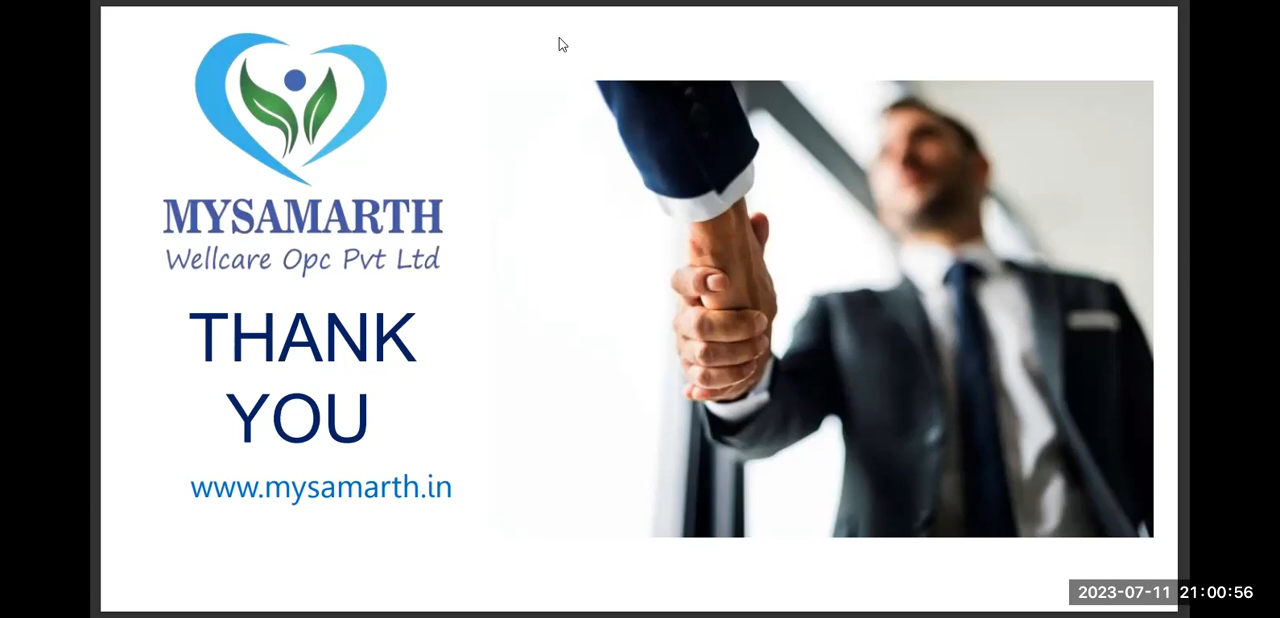 MYSAMARTH
Wellcare Opc Pvt Ltd
THANK
YOU
www.mysamarth.in
2023-07-11 21:00:56